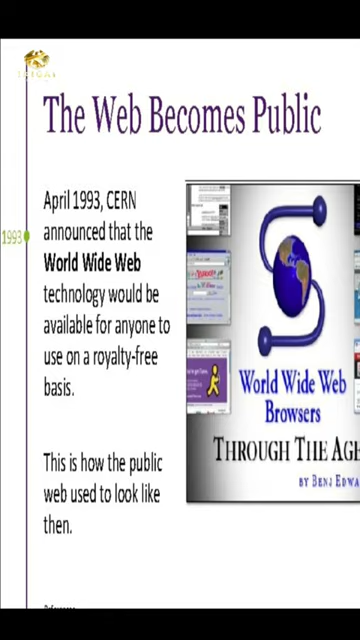 The Web Becomes Public
1993
April 1993, CERN
announced that the
World Wide Web
technology would be
available for anyone to
use on a royalty-free
basis.
This is how the public
web used to look like
then.
World Wide Web
Browsers
THROUGH THE AGE
BY BENJ EDWA